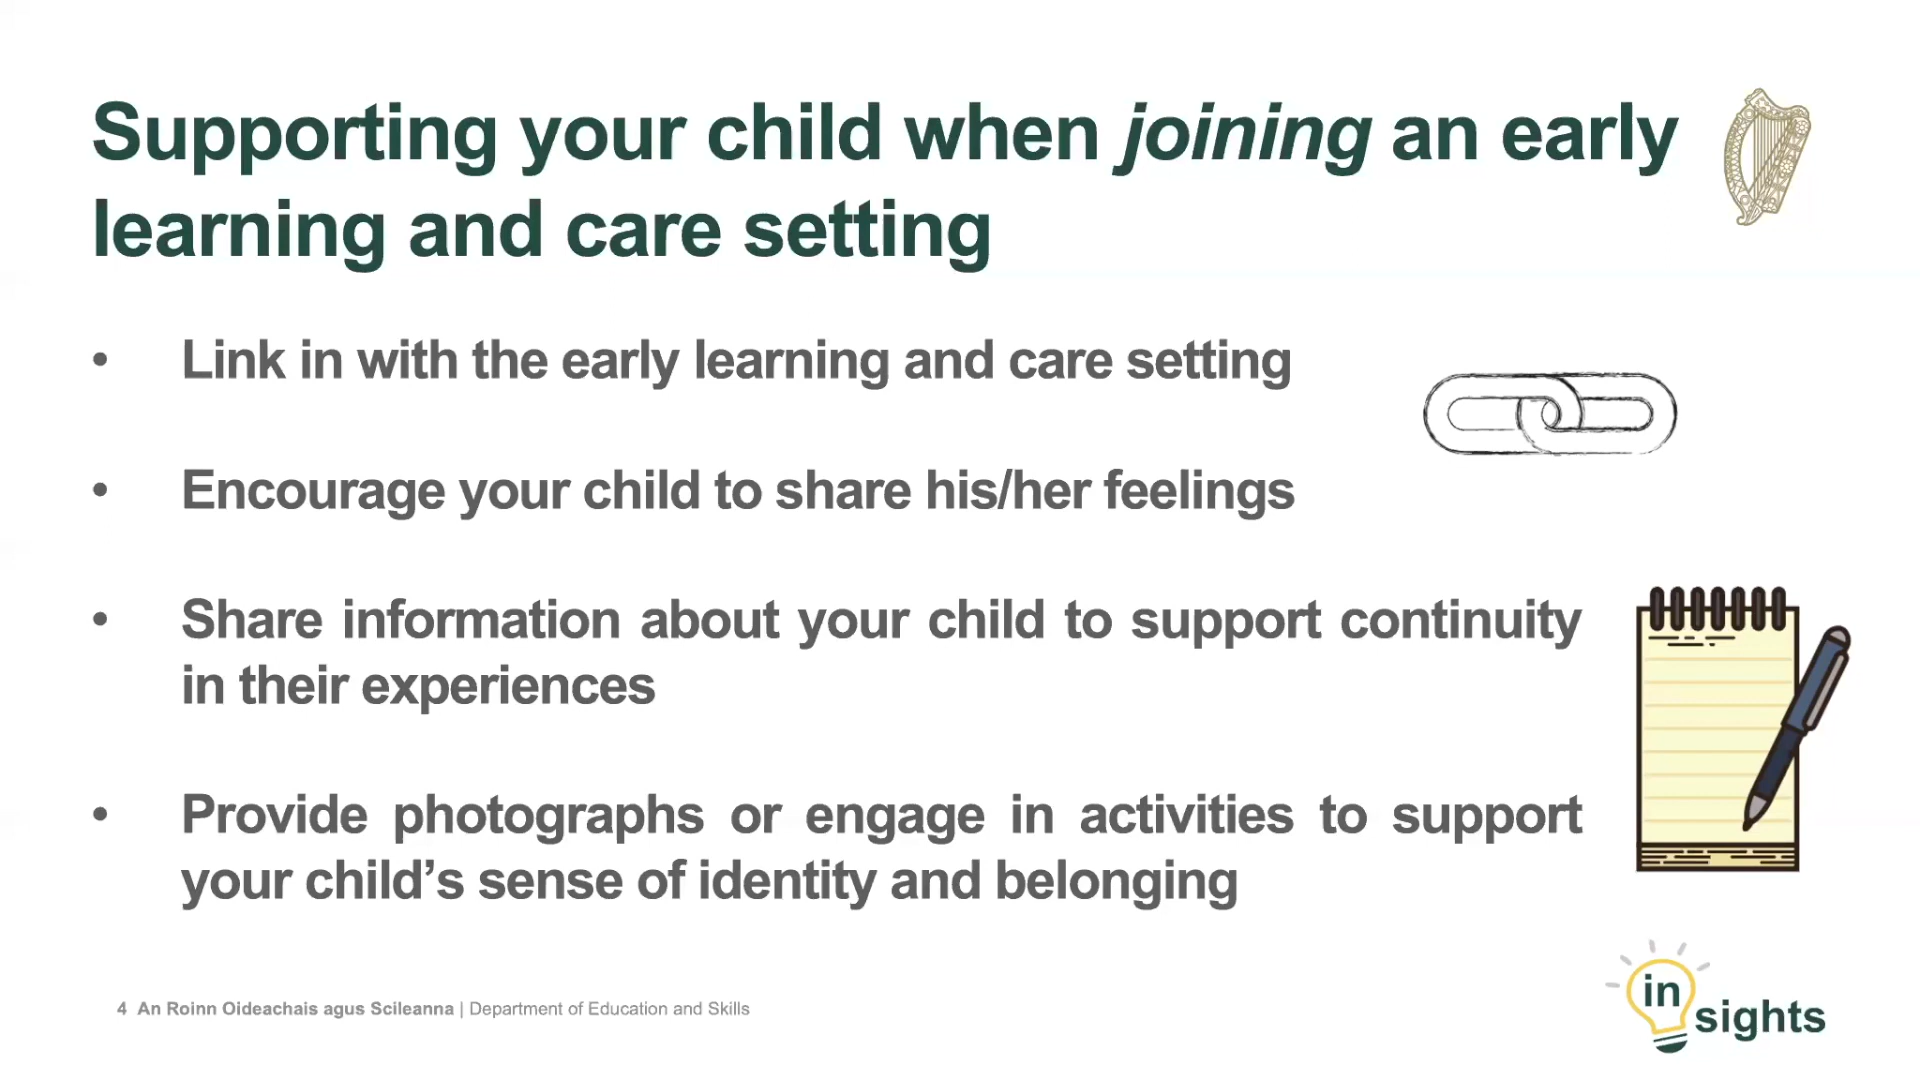 Supporting your child when joining an early
learning and care setting
• Link in with the early learning and care setting
• Encourage your child to share his/her feelings
• Share information about your child to support continuity
in their experiences
• Provide photographs or engage in activities to support
your child’s sense of identity and belonging
4 An Roinn Oideachais agus Scileanna | Department of Education and Skills
in
sights